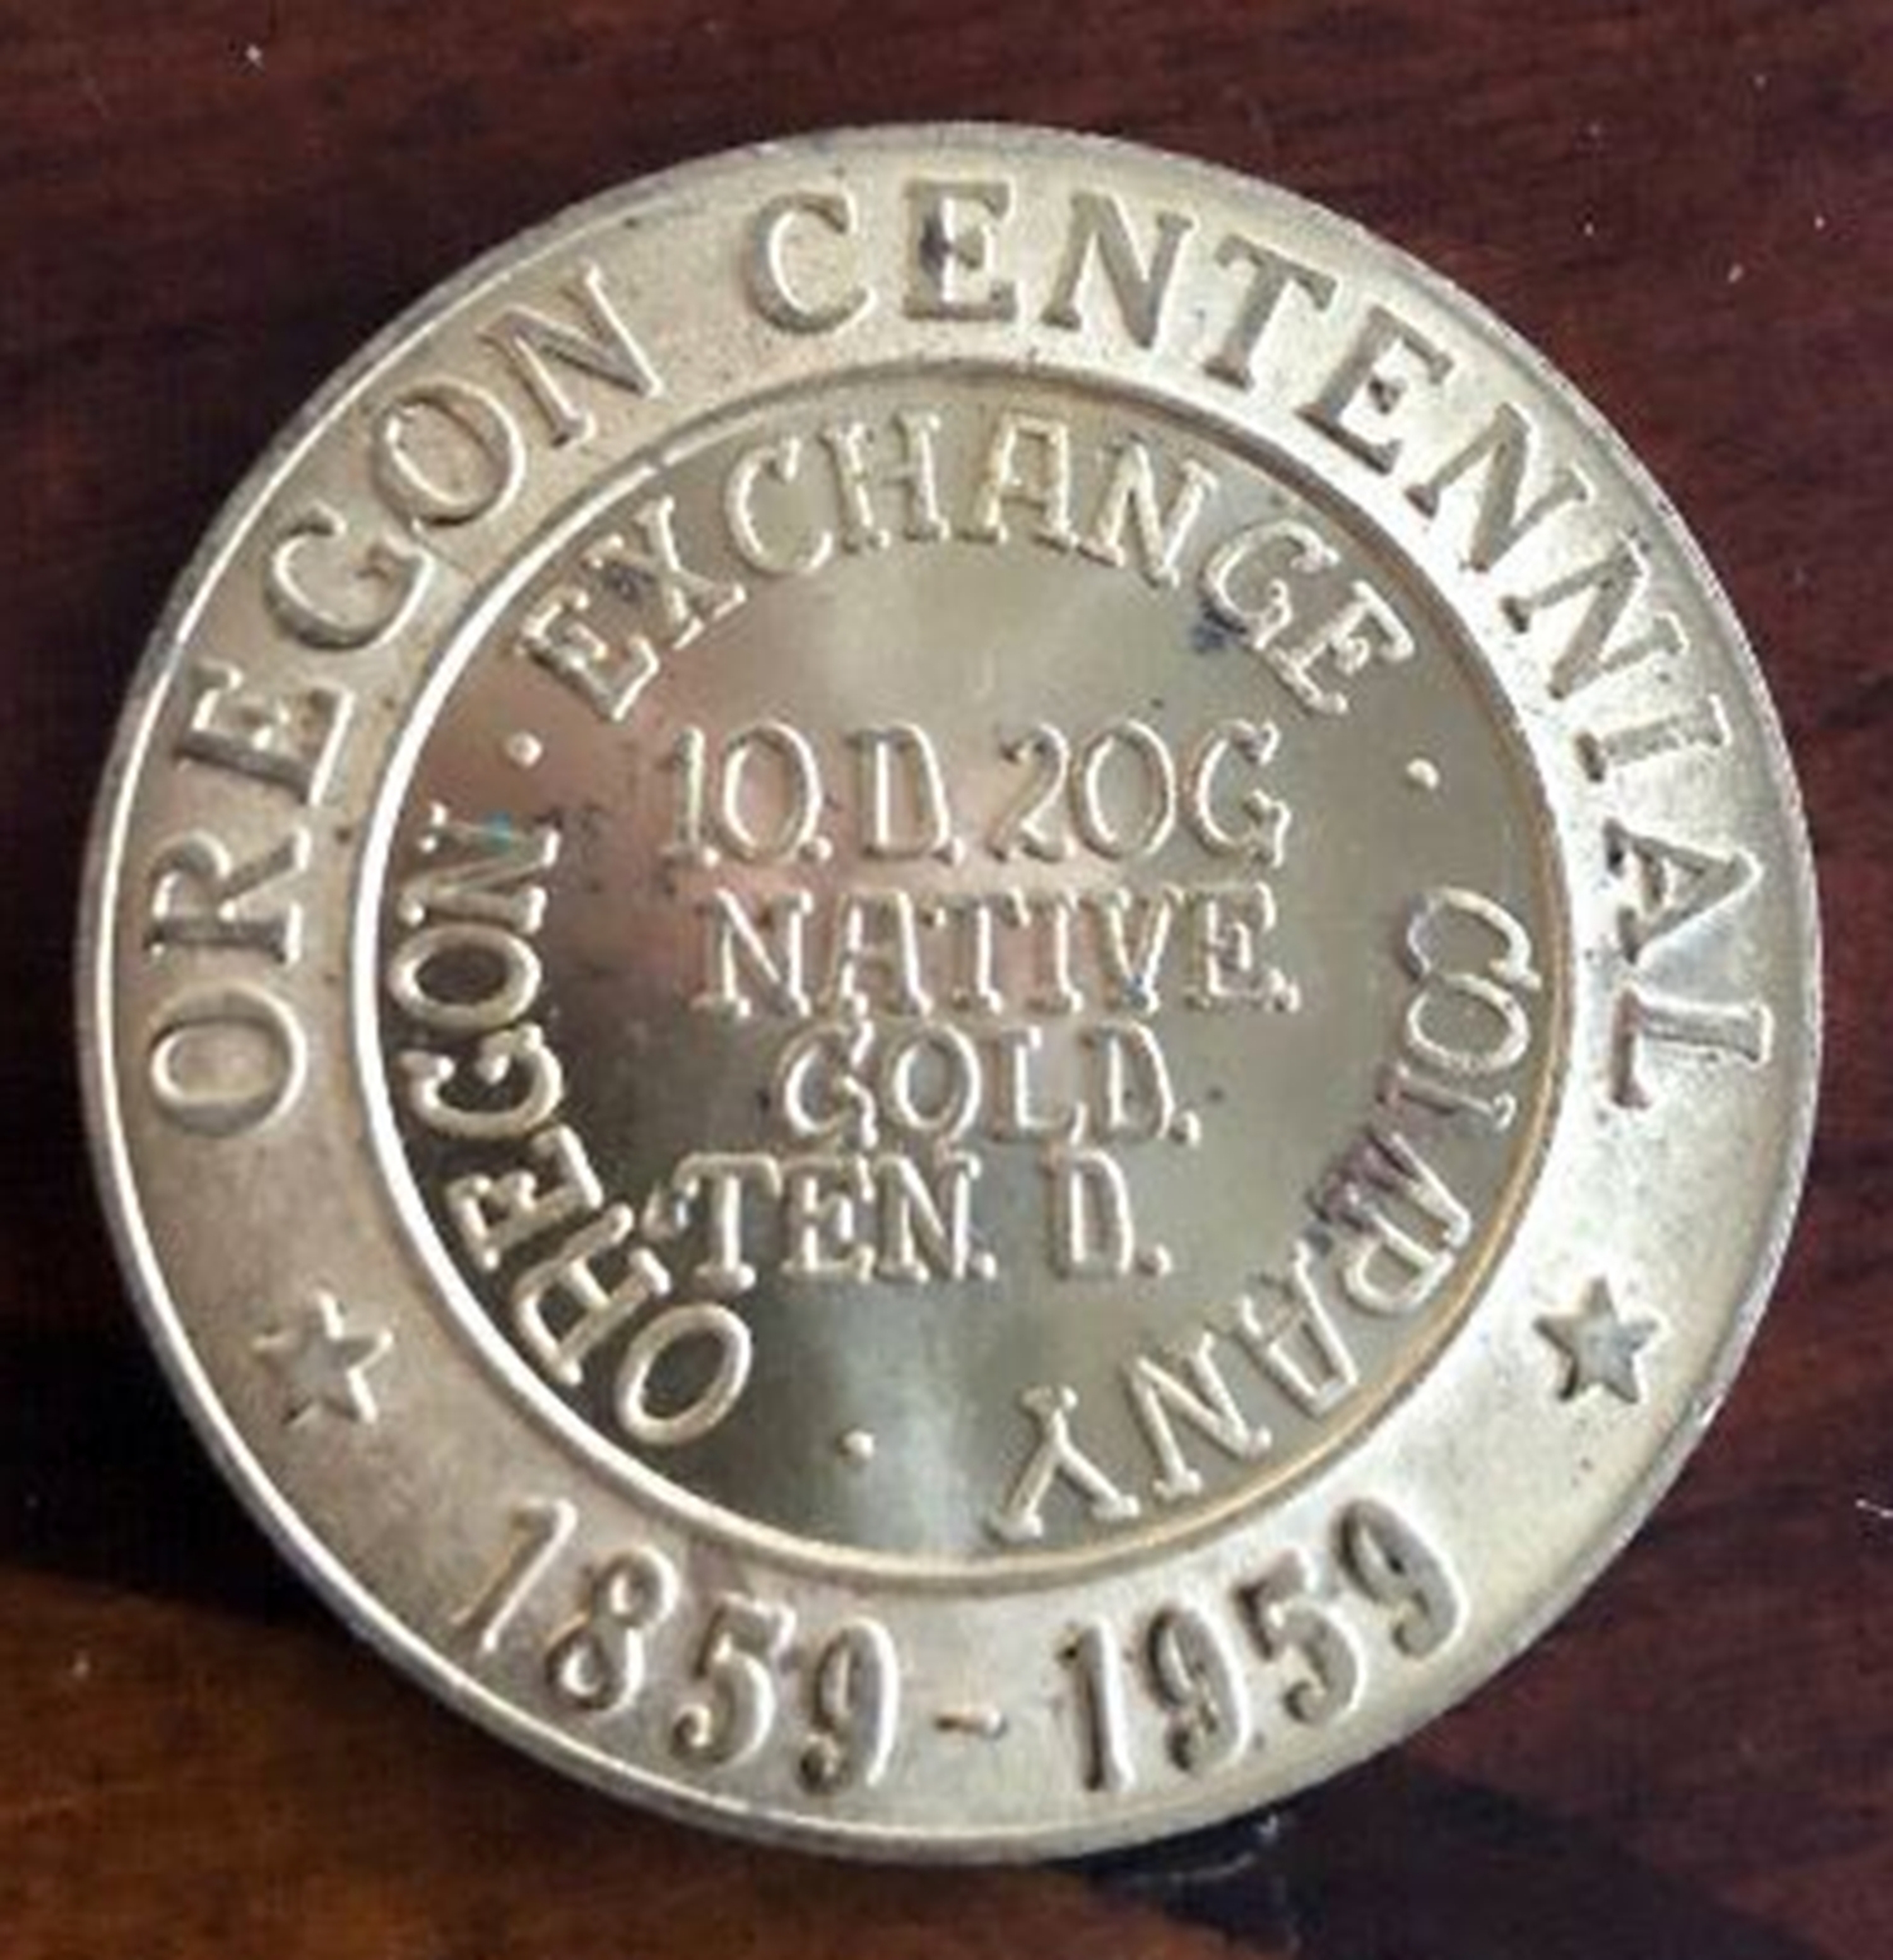 OREGON CENTENNIAL
1859-1959
OREGON · EXCHANGE · COMPANY ·
10.D.20G
NATIVE.
GOLD.
TEN. D.